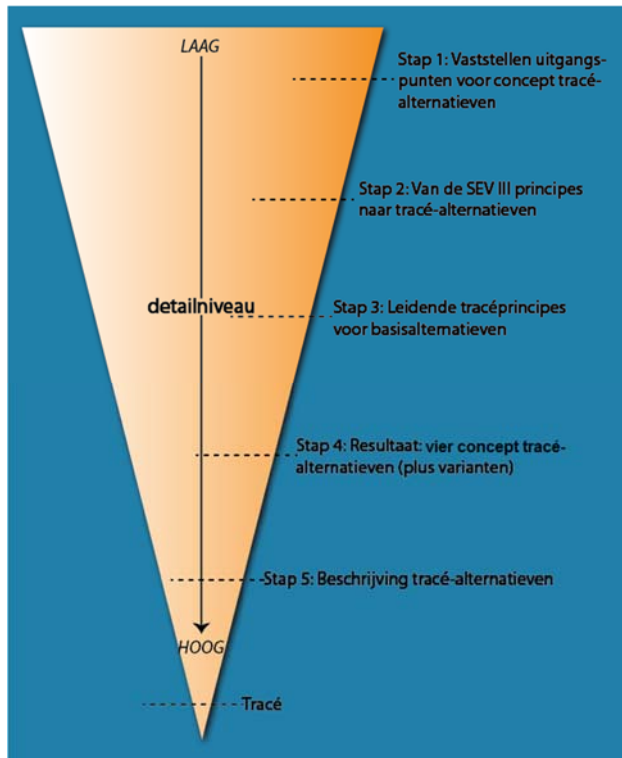 LAAG
Stap 1: Vaststellen uitgangs-
punten voor concept tracé-
alternatieven
Stap 2: Van de SEV III principes
naar tracé-alternatieven
detailniveau
Stap 3: Leidende tracéprincipes
voor basisalternatieven
Stap 4: Resultaat: vier concept tracé-
alternatieven (plus varianten)
Stap 5: Beschrijving tracé-alternatieven
HOOG
Tracé